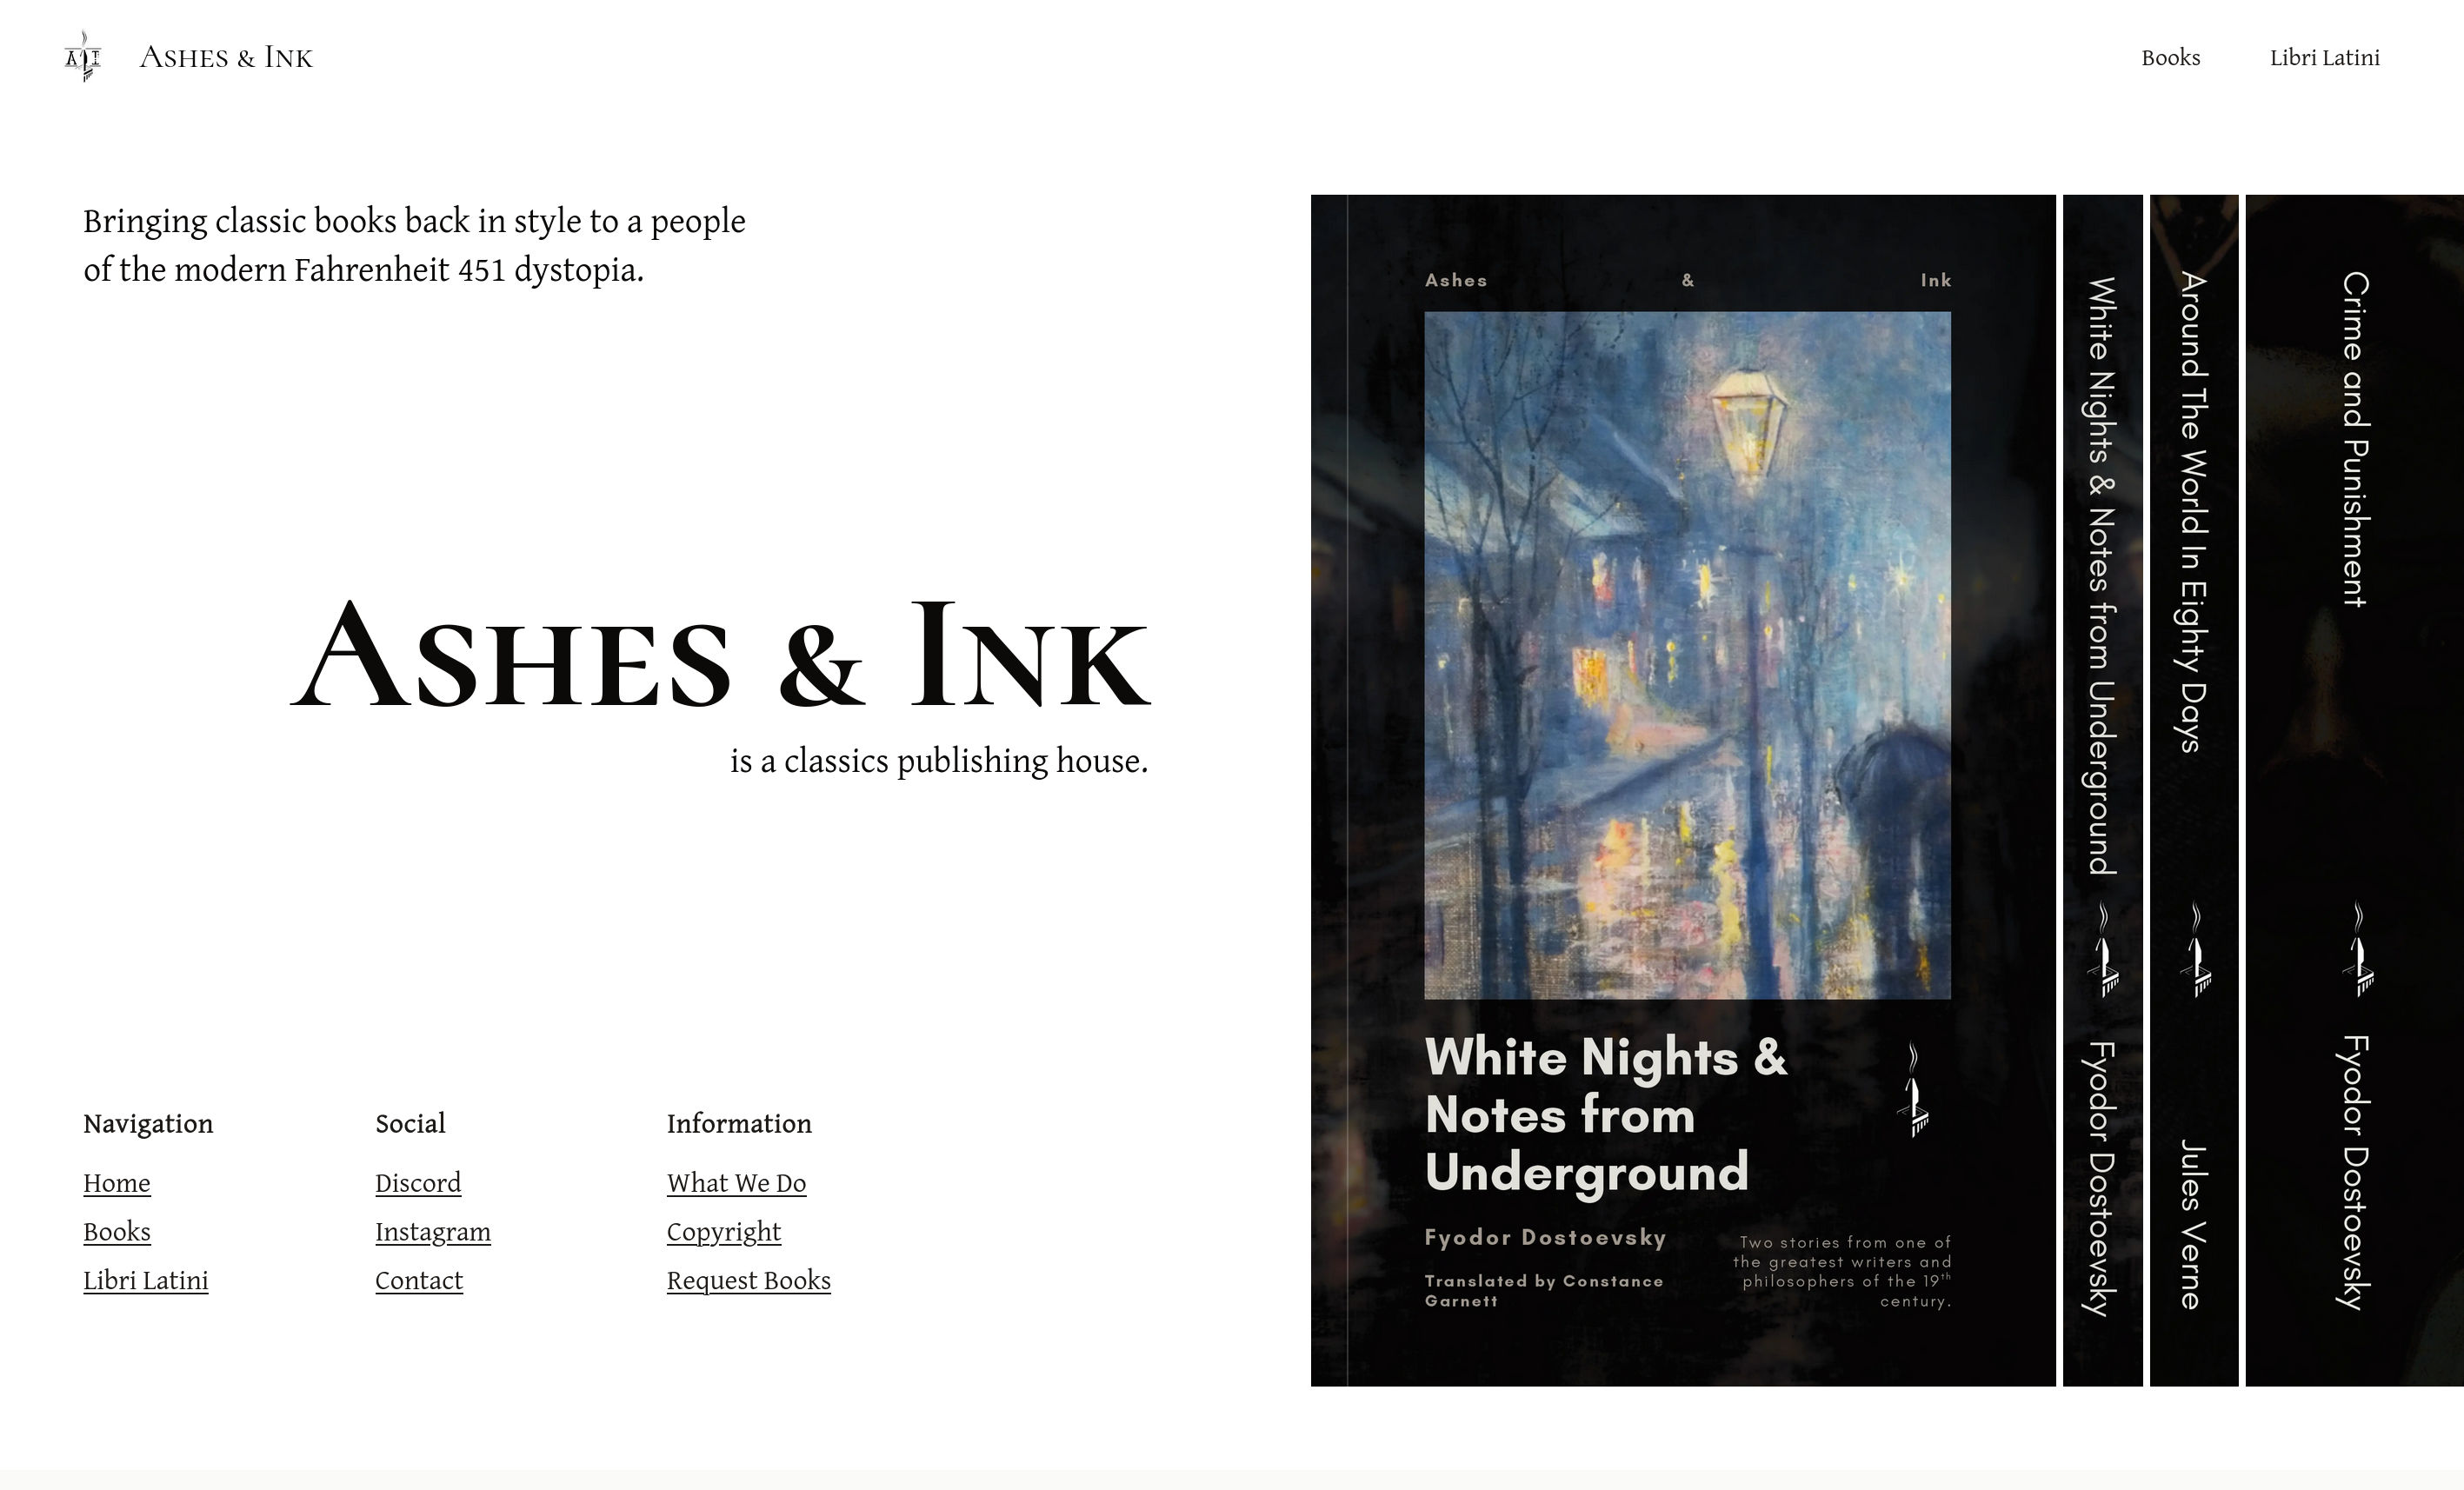 A I
Ashes & Ink
Books
Libri Latini
Bringing classic books back in style to a people
of the modern Fahrenheit 451 dystopia.
Ashes & Ink
is a classics publishing house.
Navigation
Home
Books
Libri Latini
Social
Discord
Instagram
Contact
Information
What We Do
Copyright
Request Books
Ashes & Ink
White Nights &
Notes from
Underground
Fyodor Dostoevsky
Translated by Constance
Garnett
Two stories from one of
the greatest writers and
philosophers of the 19th
century.
White Nights & Notes from Underground Fyodor Dostoevsky
Around The World In Eighty Days Jules Verne
Crime and Punishment Fyodor Dostoevsky